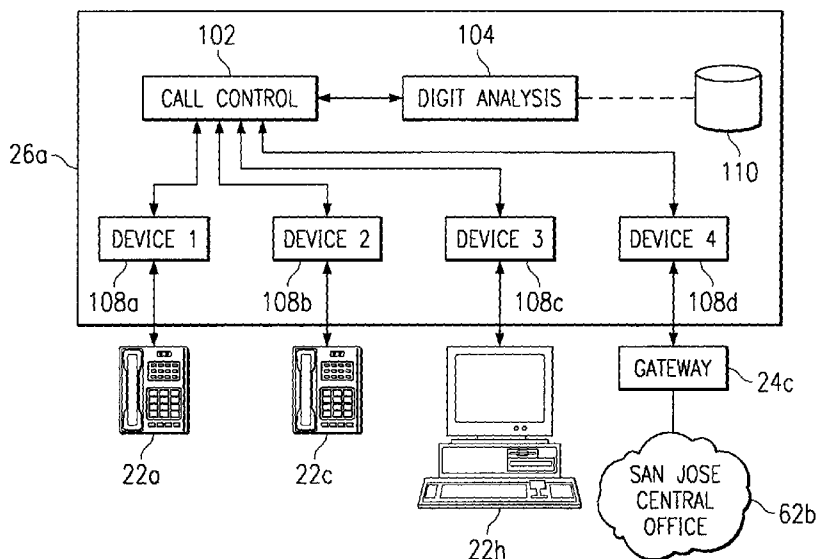 102
104
CALL CONTROL
DIGIT ANALYSIS
110
26a
DEVICE 1
DEVICE 2
DEVICE 3
DEVICE 4
108a
108b
108c
108d
GATEWAY
24c
22a
22c
22h
SAN JOSE
CENTRAL
OFFICE
62b